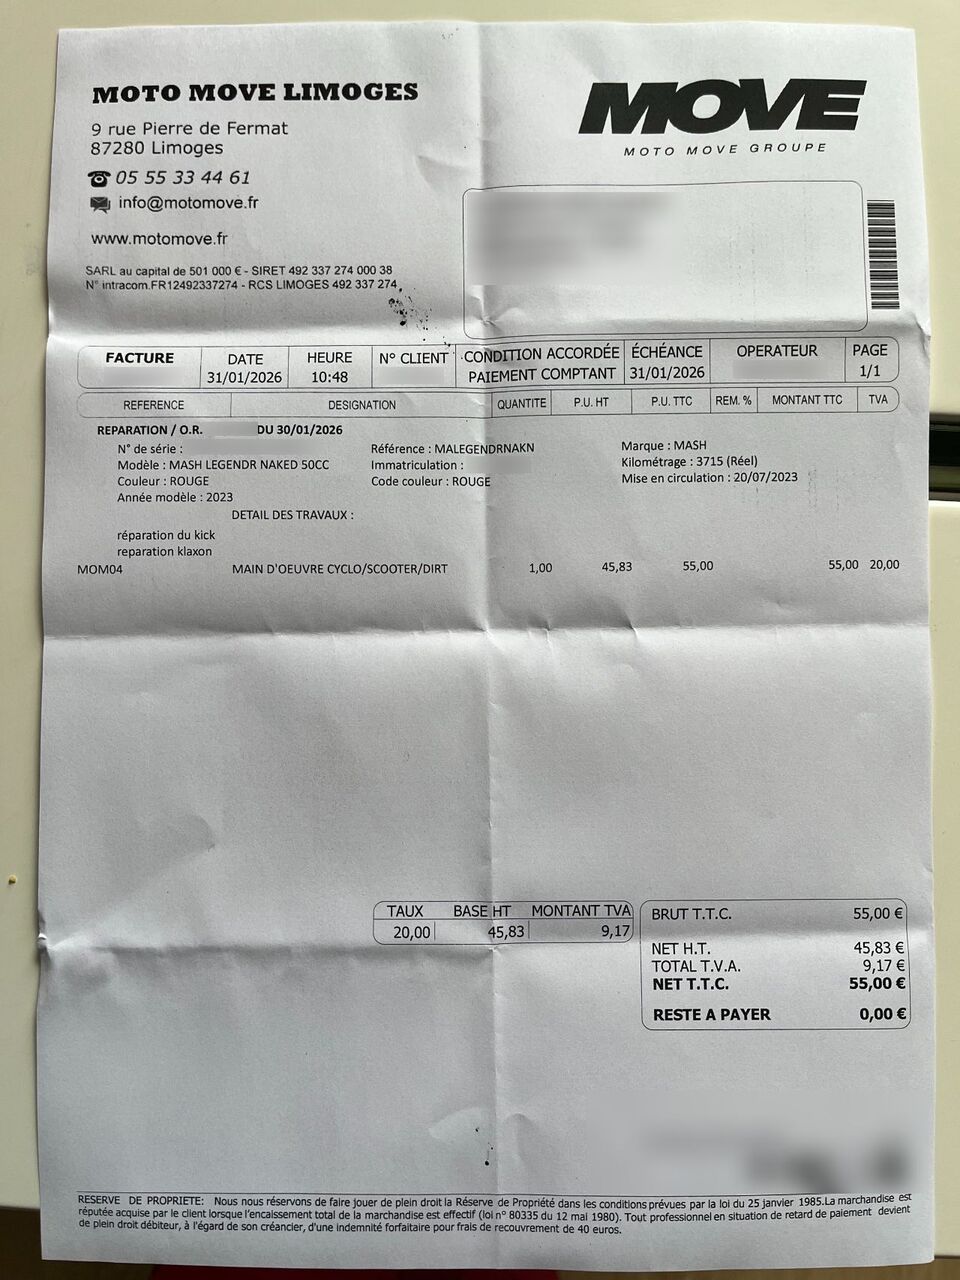 MOTO MOVE LIMOGES
9 rue Pierre de Fermat
87280 Limoges
05 55 33 44 61
info@motomove.fr
www.motomove.fr
SARL au capital de 501 000 € - SIRET 492 337 274 000 38
N° intracom.FR12492337274 - RCS LIMOGES 492 337 274
MOVE
MOTO MOVE GROUPE
FACTURE DATE HEURE N° CLIENT CONDITION ACCORDÉE ÉCHÉANCE OPERATEUR PAGE
31/01/2026 10:48 PAIEMENT COMPTANT 31/01/2026 1/1
REFERENCE DESIGNATION QUANTITE P.U. HT P.U. TTC REM. % MONTANT TTC TVA
REPARATION / O.R. DU 30/01/2026
N° de série : Référence : MALEGENDRNAKN Marque : MASH
Modèle : MASH LEGENDR NAKED 50CC Immatriculation : Kilométrage : 3715 (Réel)
Couleur : ROUGE Code couleur : ROUGE Mise en circulation : 20/07/2023
Année modèle : 2023
DETAIL DES TRAVAUX :
réparation du kick
reparation klaxon
MOM04 MAIN D'OEUVRE CYCLO/SCOOTER/DIRT 1,00 45,83 55,00 55,00 20,00
TAUX BASE HT MONTANT TVA
20,00 45,83 9,17
BRUT T.T.C. 55,00 €
NET H.T. 45,83 €
TOTAL T.V.A. 9,17 €
NET T.T.C. 55,00 €
RESTE A PAYER 0,00 €
RESERVE DE PROPRIETE: Nous nous réservons de faire jouer de plein droit la Réserve de Propriété dans les conditions prévues par la loi du 25 janvier 1985.La marchandise est
réputée acquise par le client lorsque l'encaissement total de la marchandise est effectif (loi n° 80335 du 12 mai 1980). Tout professionnel en situation de retard de paiement devient
de plein droit débiteur, à l'égard de son créancier, d'une indemnité forfaitaire pour frais de recouvrement de 40 euros.